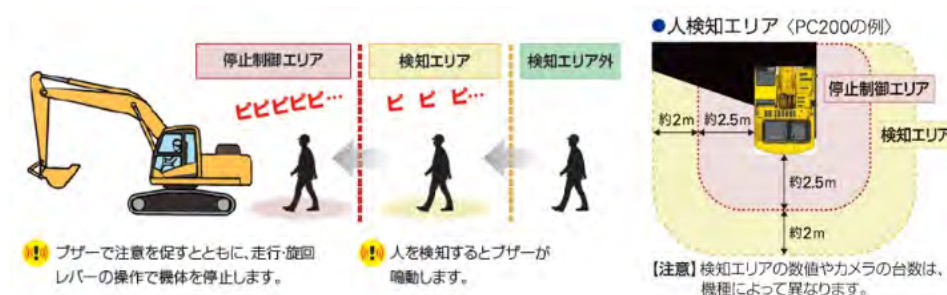 停止制御エリア
検知エリア
検知エリア外
ピピピピピ…
ピ ピ ピ…
ブザーで注意を促すとともに、走行・旋回
レバーの操作で機体を停止します。
人を検知するとブザーが
鳴動します。
●人検知エリア〈PC200の例〉
停止制御エリア
検知エリア
約2m
約2.5m
約2.5m
約2m
【注意】検知エリアの数値やカメラの台数は、
機種によって異なります。